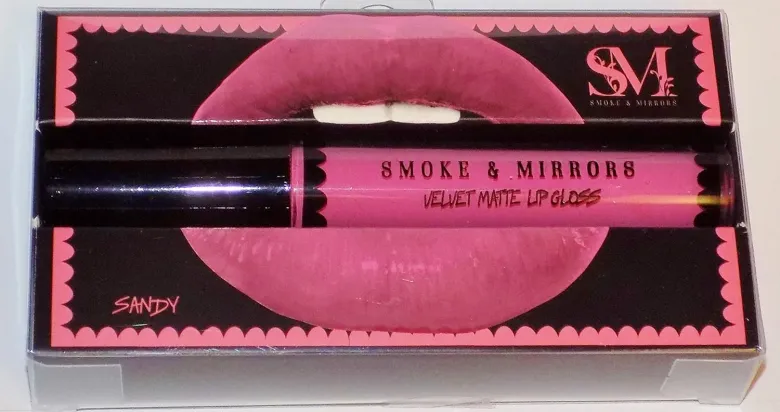 SM
SMOKE & MIRRORS
SMOKE & MIRRORS
VELVET MATTE LIP GLOSS
SANDY